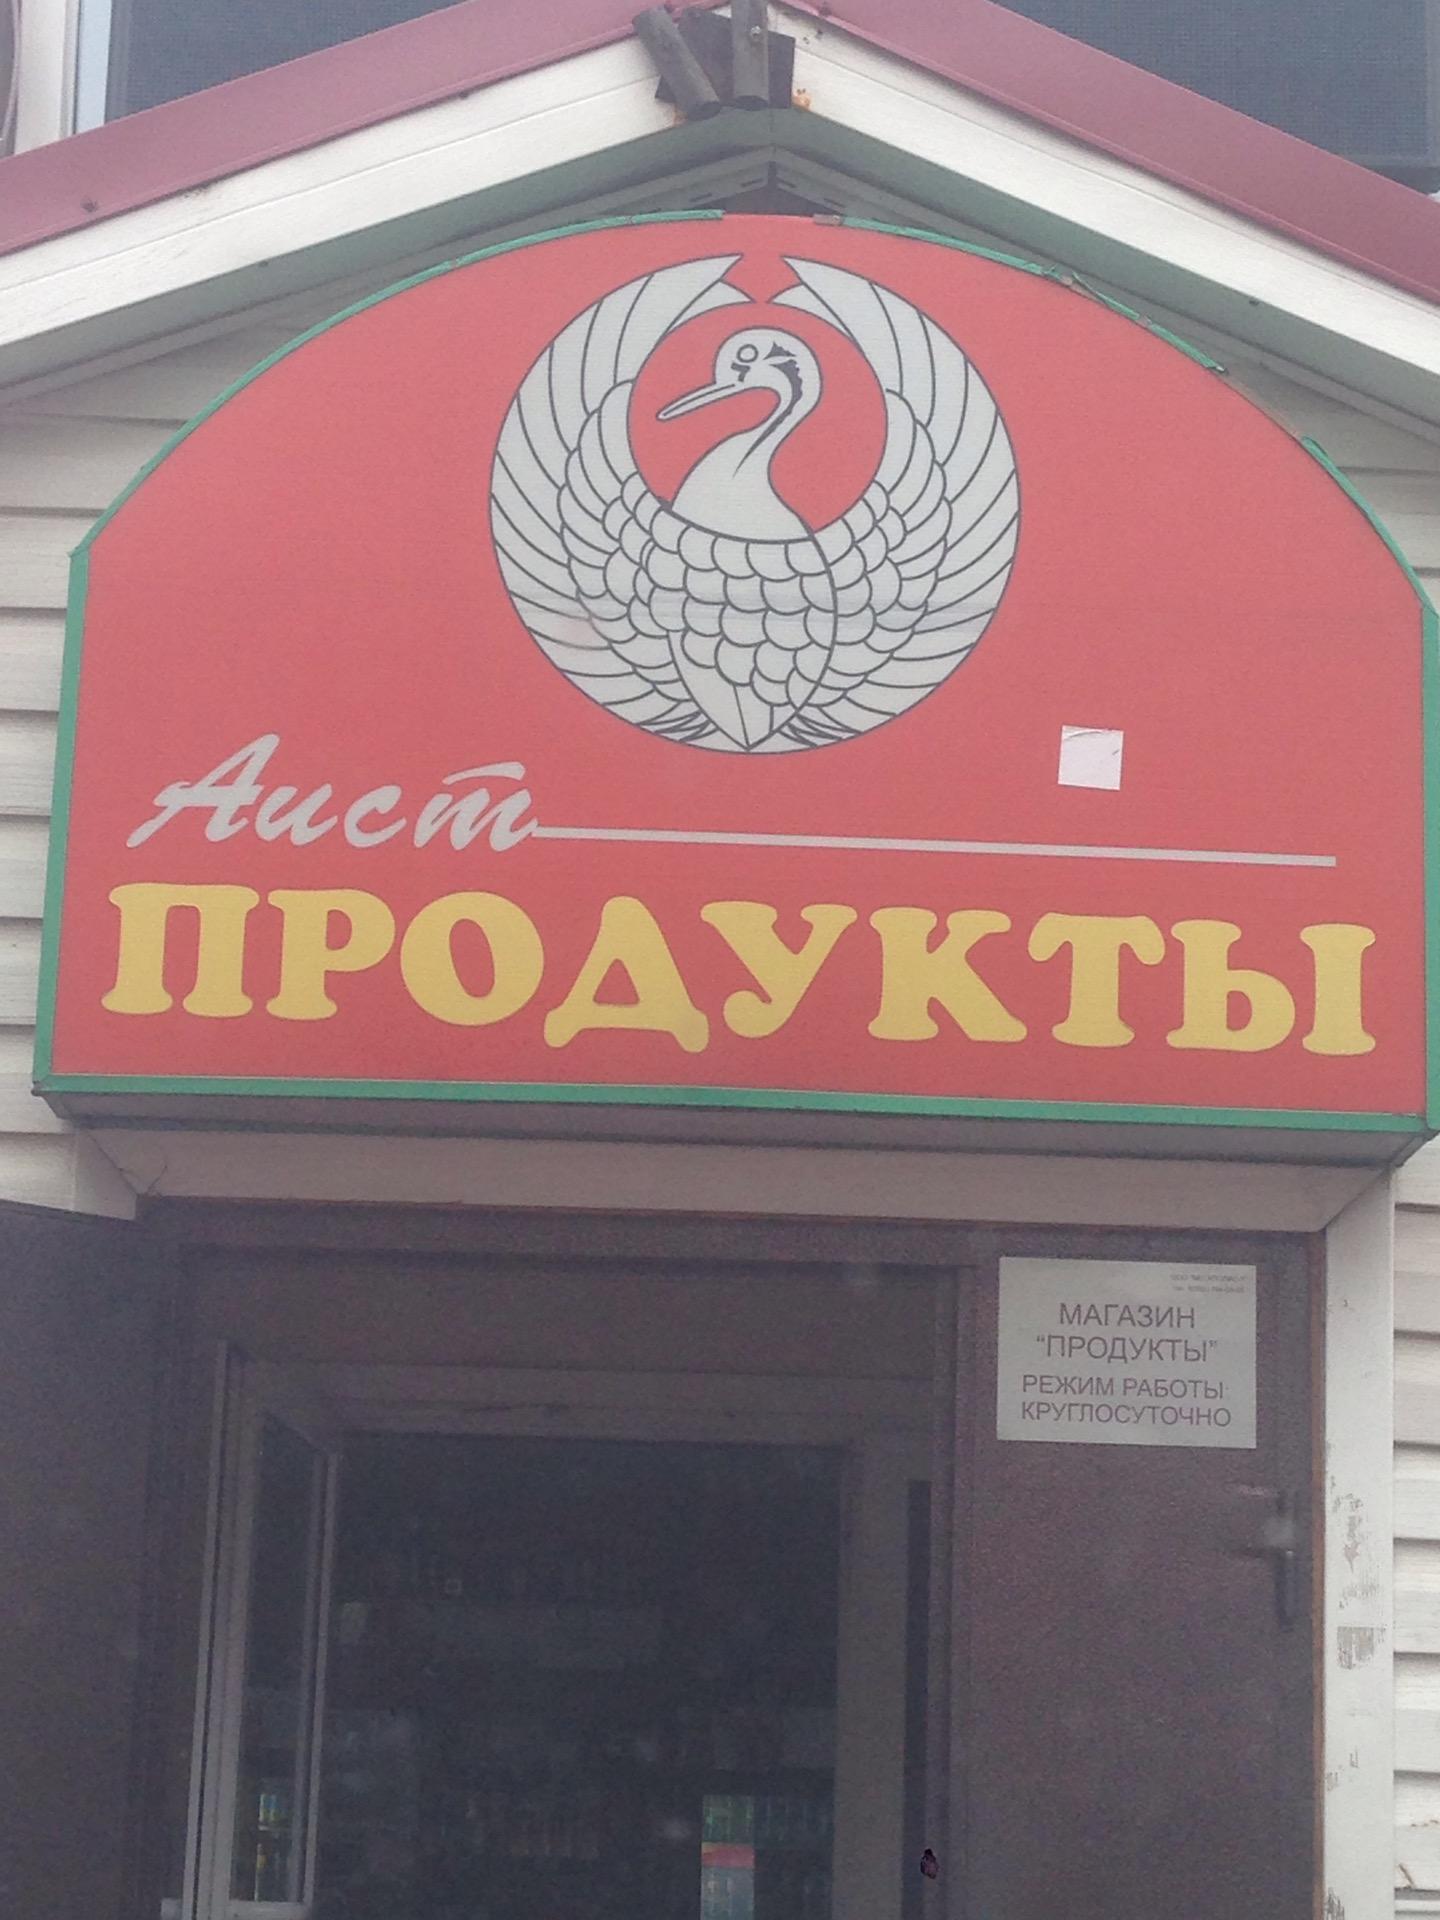 Аист
ПРОДУКТЫ
МАГАЗИН
“ПРОДУКТЫ”
РЕЖИМ РАБОТЫ:
КРУГЛОСУТОЧНО